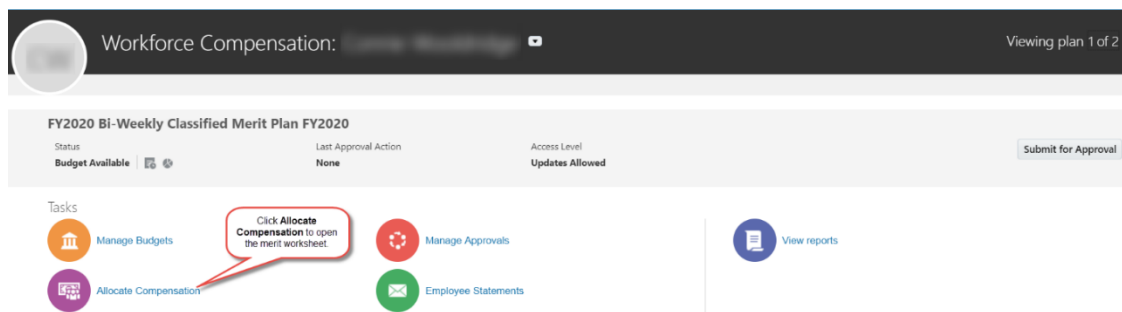 Workforce Compensation:
Viewing plan 1 of 2
FY2020 Bi-Weekly Classified Merit Plan FY2020
Status
Last Approval Action
Access Level
Budget Available
None
Updates Allowed
Submit for Approval
Tasks
Click Allocate
Compensation to open
the merit worksheet.
Manage Budgets
Manage Approvals
View reports
Allocate Compensation
Employee Statements